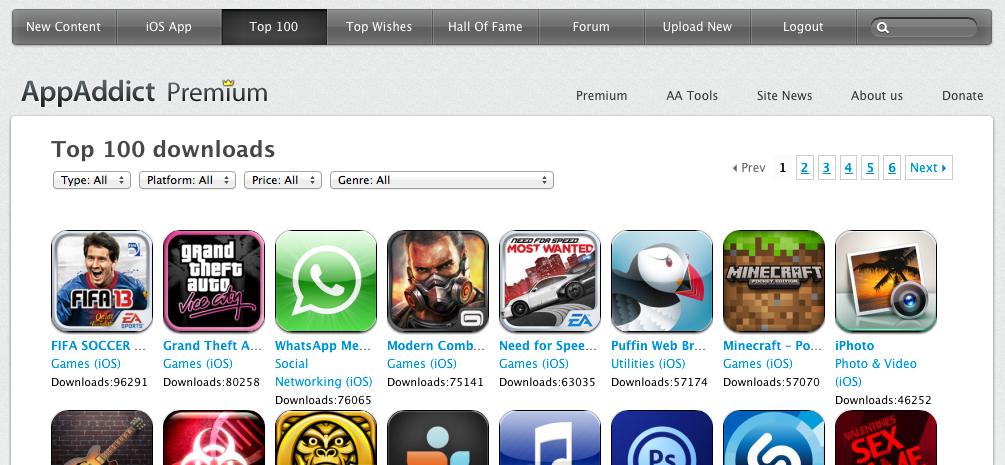 New Content iOS App Top 100 Top Wishes Hall Of Fame Forum Upload New Logout
AppAddict Premium
Premium AA Tools Site News About us Donate
Top 100 downloads
Prev 1 2 3 4 5 6 Next
Type: All Platform: All Price: All Genre: All
FIFA 13
EA
SPORTS
grand
theft
auto
Vice City
NEED FOR SPEED
MOST WANTED
EA
MINECRAFT
POCKET EDITION
FIFA SOCCER ...
Games (iOS)
Downloads:96291
Grand Theft A...
Games (iOS)
Downloads:80258
WhatsApp Me...
Social
Networking (iOS)
Downloads:76065
Modern Comb...
Games (iOS)
Downloads:75141
Need for Spee...
Games (iOS)
Downloads:63035
Puffin Web Br...
Utilities (iOS)
Downloads:57174
Minecraft – Po...
Games (iOS)
Downloads:57070
iPhoto
Photo & Video
(iOS)
Downloads:46252
Ps
VALENTINES
SEX